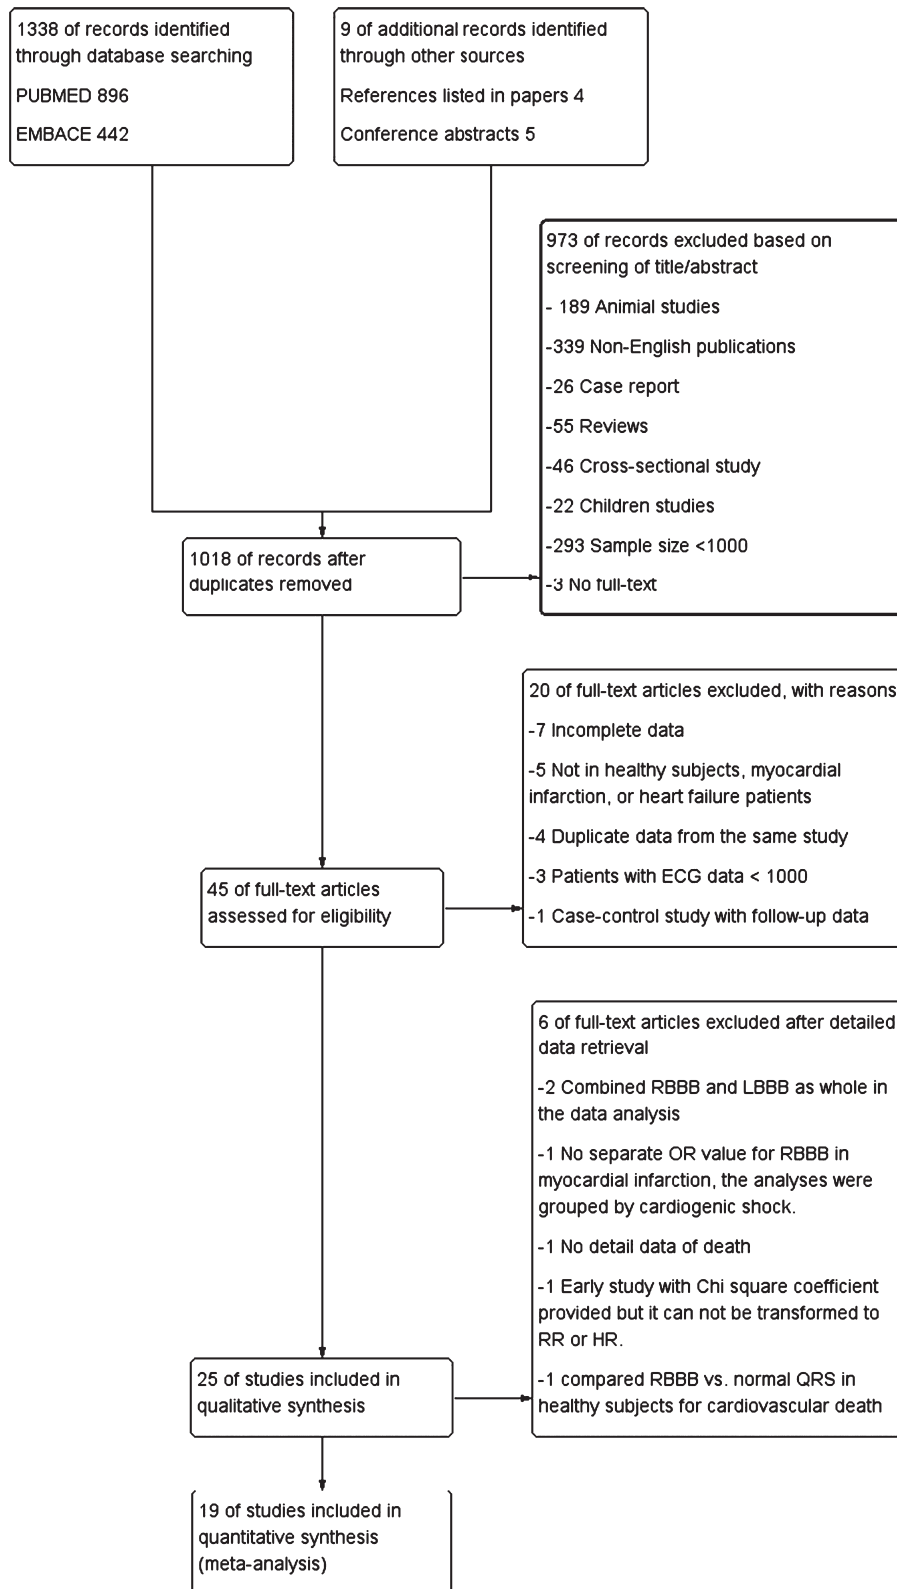 1338 of records identified
through database searching
PUBMED 896
EMBACE 442
9 of additional records identified
through other sources
References listed in papers 4
Conference abstracts 5
973 of records excluded based on
screening of title/abstract
- 189 Animial studies
-339 Non-English publications
-26 Case report
-55 Reviews
-46 Cross-sectional study
-22 Children studies
-293 Sample size <1000
-3 No full-text
1018 of records after
duplicates removed
20 of full-text articles excluded, with reasons
-7 Incomplete data
-5 Not in healthy subjects, myocardial
infarction, or heart failure patients
-4 Duplicate data from the same study
-3 Patients with ECG data < 1000
-1 Case-control study with follow-up data
45 of full-text articles
assessed for eligibility
6 of full-text articles excluded after detailed
data retrieval
-2 Combined RBBB and LBBB as whole in
the data analysis
-1 No separate OR value for RBBB in
myocardial infarction, the analyses were
grouped by cardiogenic shock.
-1 No detail data of death
-1 Early study with Chi square coefficient
provided but it can not be transformed to
RR or HR.
-1 compared RBBB vs. normal QRS in
healthy subjects for cardiovascular death
25 of studies included in
qualitative synthesis
19 of studies included in
quantitative synthesis
(meta-analysis)